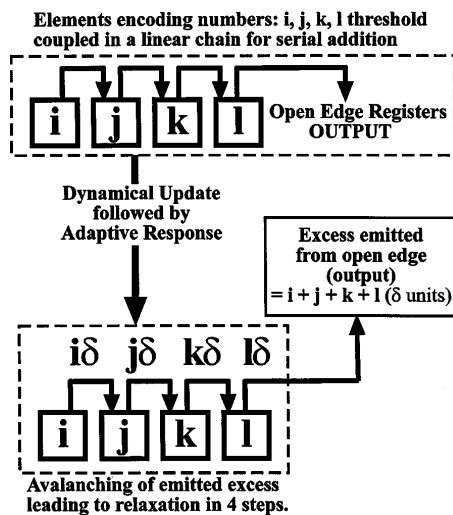 Elements encoding numbers: i, j, k, l threshold
coupled in a linear chain for serial addition
i j k l
Open Edge Registers
OUTPUT
Dynamical Update
followed by
Adaptive Response
Excess emitted
from open edge
(output)
= i + j + k + l (δ units)
iδ jδ kδ lδ
i j k l
Avalanching of emitted excess
leading to relaxation in 4 steps.